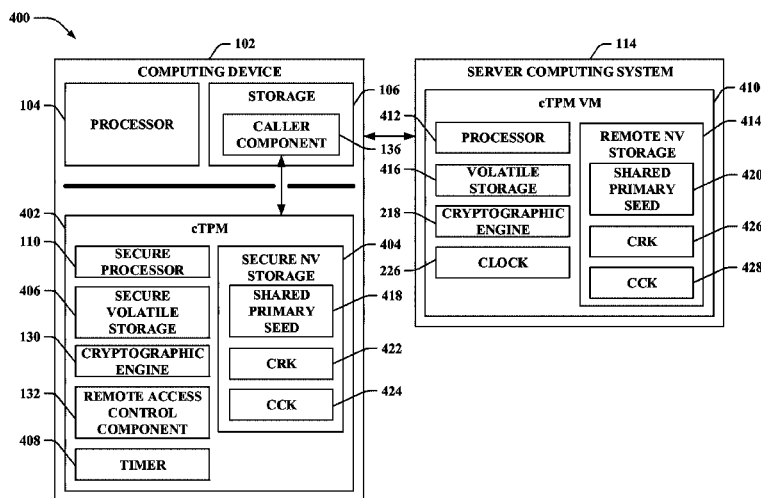 400
102
114
COMPUTING DEVICE
SERVER COMPUTING SYSTEM
104
PROCESSOR
STORAGE
106
CALLER
COMPONENT
136
cTPM VM
410
412
PROCESSOR
REMOTE NV
STORAGE
414
416
VOLATILE
STORAGE
SHARED
PRIMARY
SEED
420
218
CRYPTOGRAPHIC
ENGINE
CRK
426
226
CLOCK
CCK
428
402
cTPM
110
SECURE
PROCESSOR
SECURE NV
STORAGE
404
406
SECURE
VOLATILE
STORAGE
SHARED
PRIMARY
SEED
418
130
CRYPTOGRAPHIC
ENGINE
CRK
422
132
REMOTE ACCESS
CONTROL
COMPONENT
CCK
424
408
TIMER